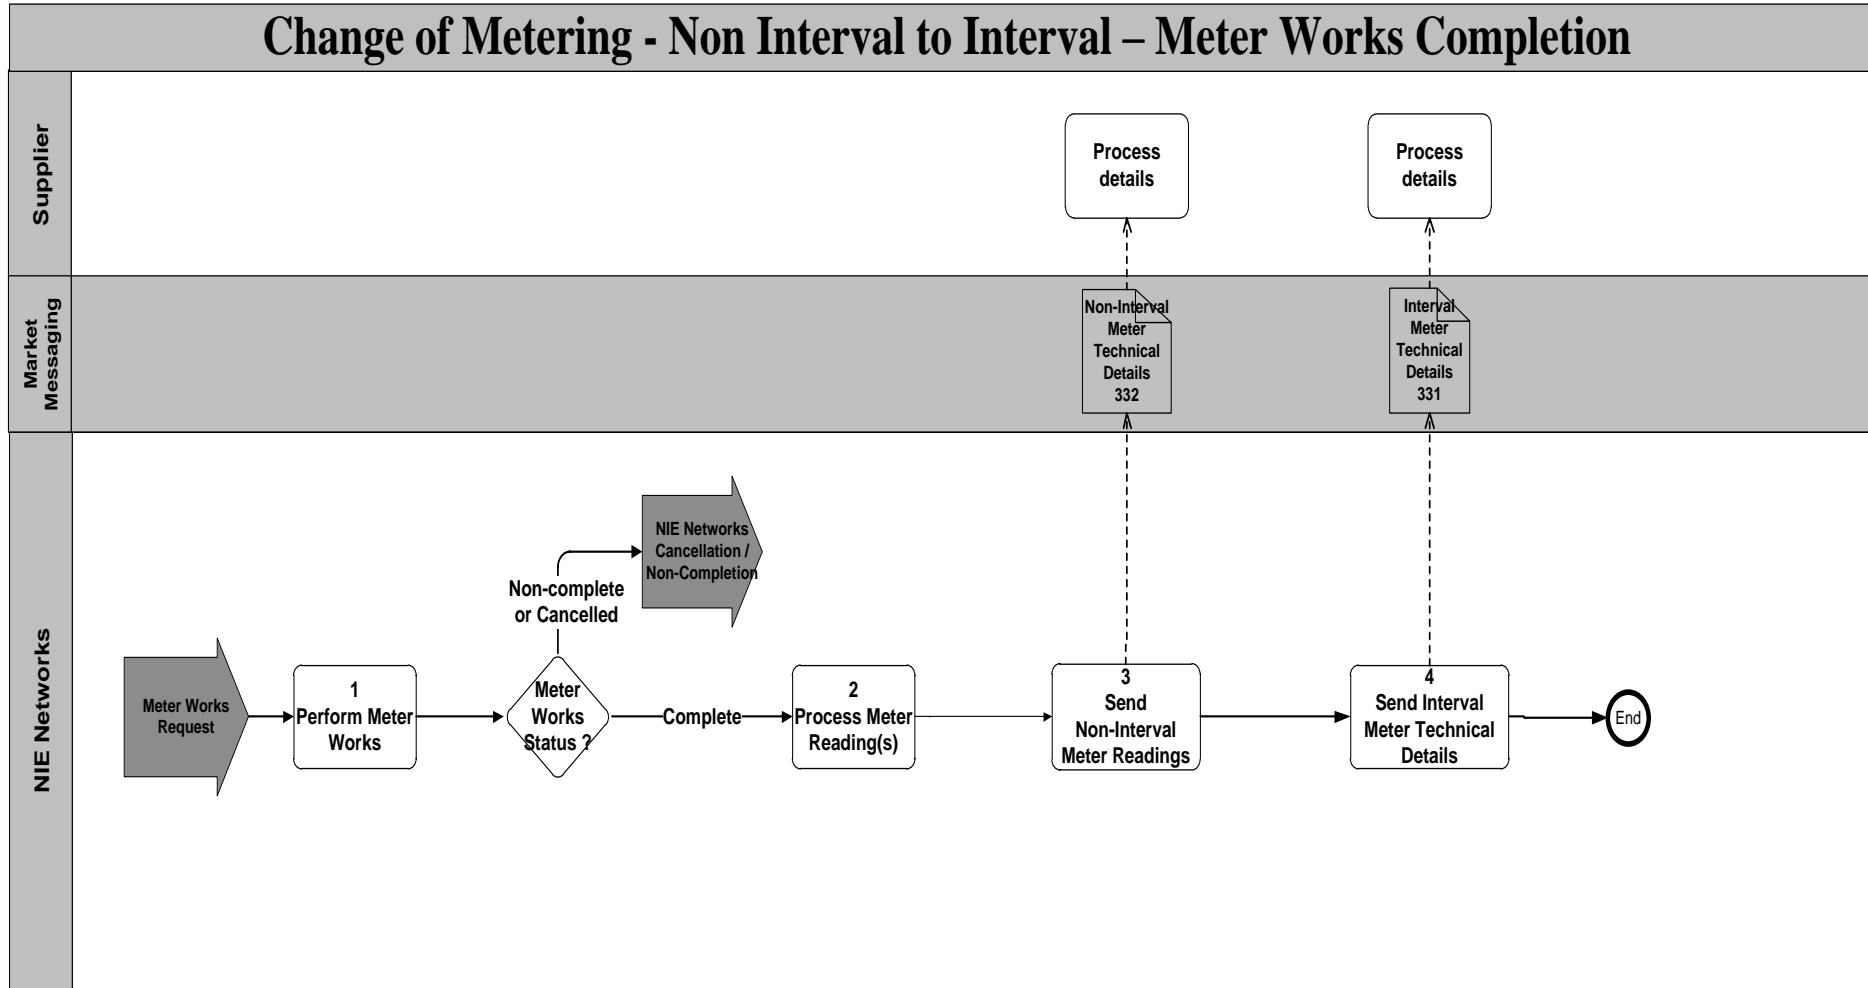 Change of Metering - Non Interval to Interval – Meter Works Completion
Supplier
Process
details
Process
details
Market
Messaging
Non-Interval
Meter
Technical
Details
332
Interval
Meter
Technical
Details
331
NIE Networks
NIE Networks
Cancellation /
Non-Completion
Non-complete
or Cancelled
Meter Works
Request
1
Perform Meter
Works
Meter
Works
Status ?
Complete
2
Process Meter
Reading(s)
3
Send
Non-Interval
Meter Readings
4
Send Interval
Meter Technical
Details
End